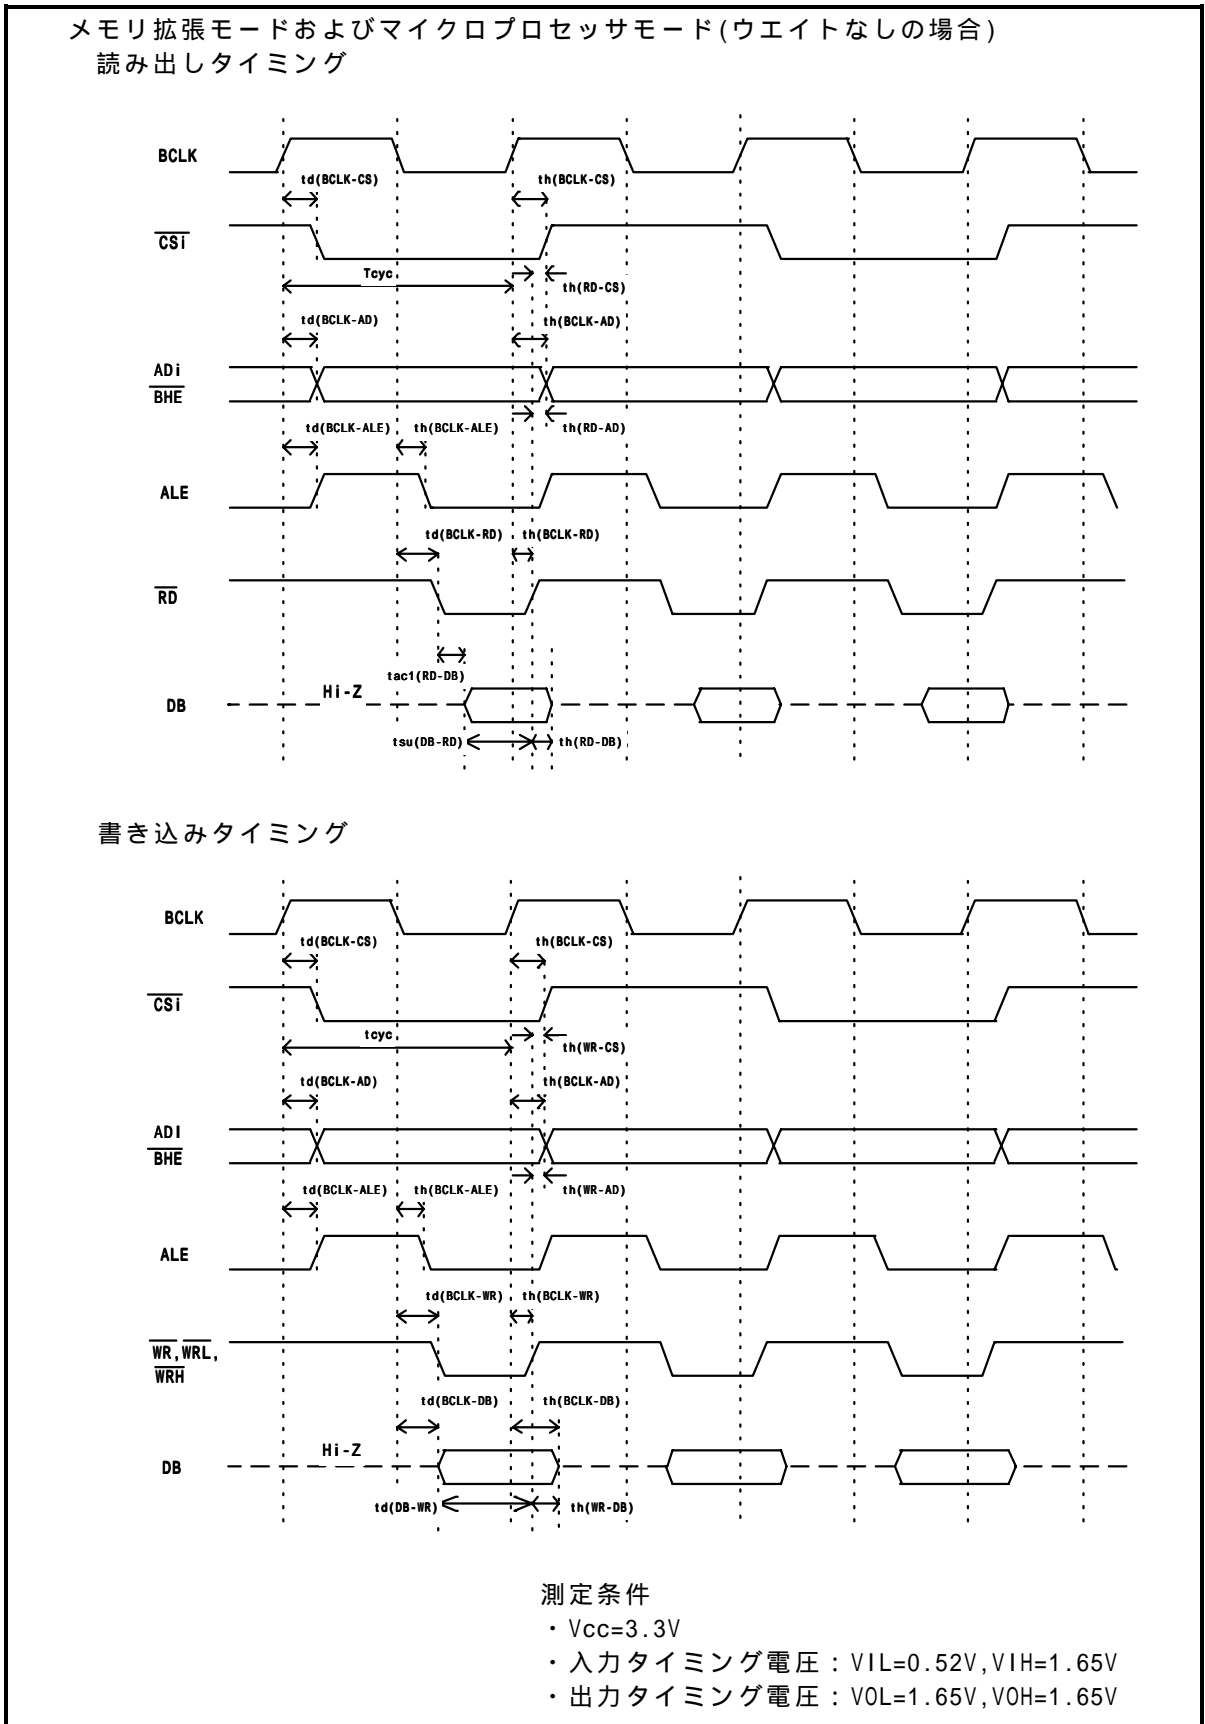 メモリ拡張モードおよびマイクロプロセッサモード(ウエイトなしの場合)
読み出しタイミング
BCLK
td(BCLK-CS)
th(BCLK-CS)
CSi
Tcyc
th(RD-CS)
td(BCLK-AD)
th(BCLK-AD)
ADi
BHE
th(RD-AD)
td(BCLK-ALE)
th(BCLK-ALE)
ALE
td(BCLK-RD)
th(BCLK-RD)
RD
tac1(RD-DB)
Hi-Z
DB
tsu(DB-RD)
th(RD-DB)
書き込みタイミング
BCLK
td(BCLK-CS)
th(BCLK-CS)
CSi
tcyc
th(WR-CS)
td(BCLK-AD)
th(BCLK-AD)
ADI
BHE
th(WR-AD)
td(BCLK-ALE)
th(BCLK-ALE)
ALE
td(BCLK-WR)
th(BCLK-WR)
WR,WRL,
WRH
td(BCLK-DB)
th(BCLK-DB)
Hi-Z
DB
td(DB-WR)
th(WR-DB)
測定条件
・Vcc=3.3V
・入力タイミング電圧:VIL=0.52V,VIH=1.65V
・出力タイミング電圧:VOL=1.65V,VOH=1.65V